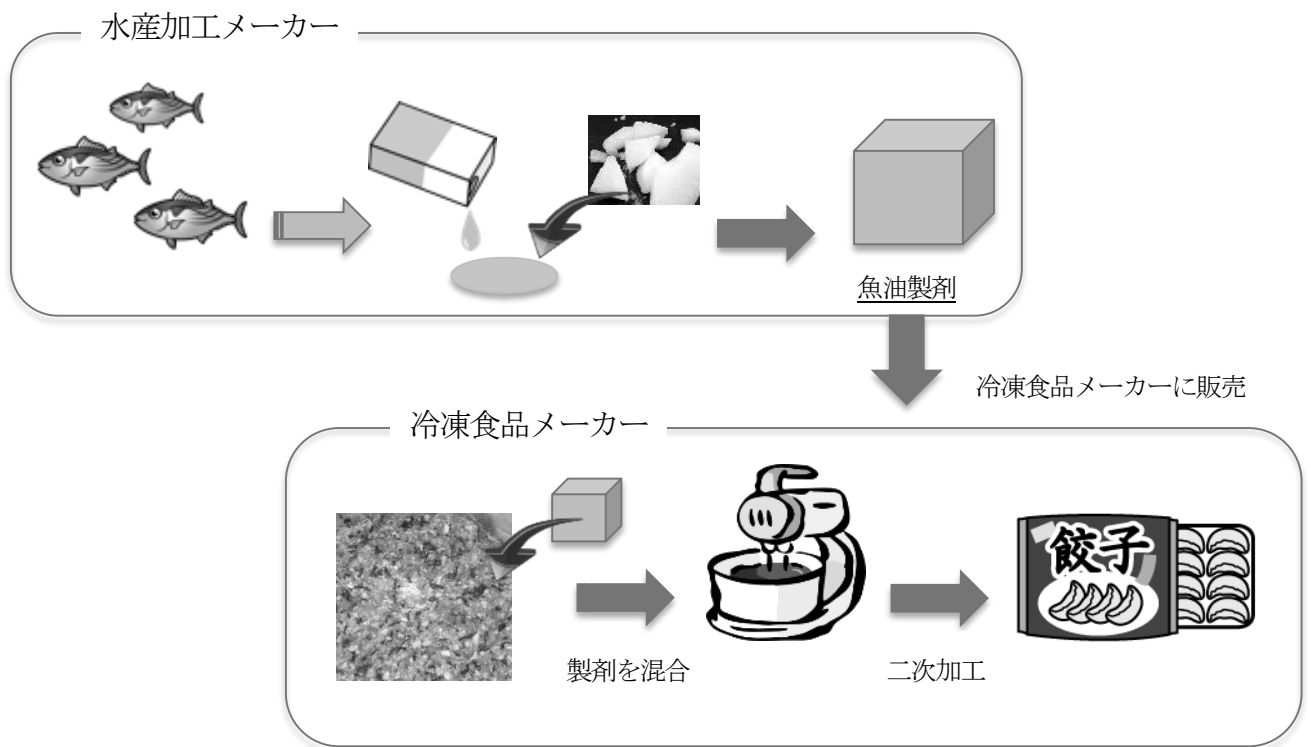 水産加工メーカー
魚油製剤
冷凍食品メーカーに販売
冷凍食品メーカー
餃子
製剤を混合
二次加工